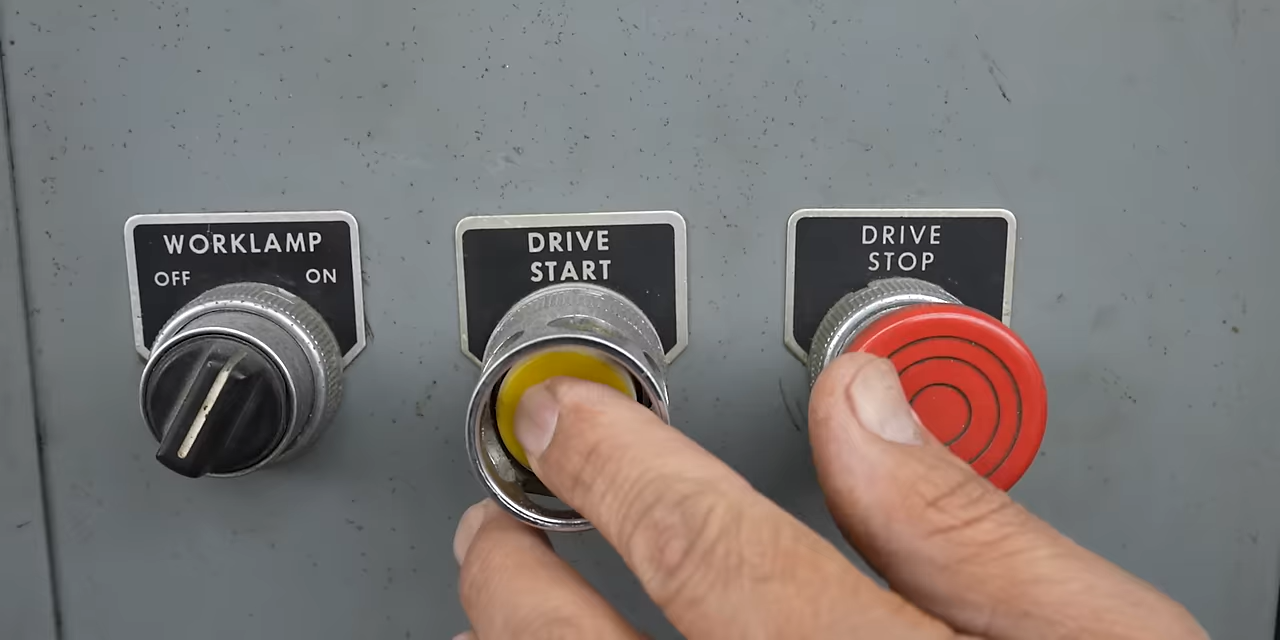 WORKLAMP
OFF ON
DRIVE
START
DRIVE
STOP